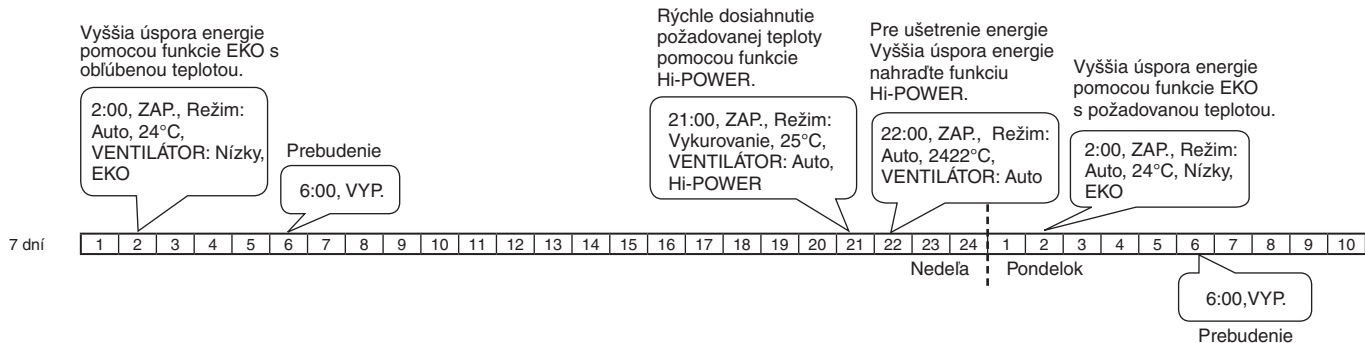 Vyššia úspora energie
pomocou funkcie EKO s
obľúbenou teplotou.
2:00, ZAP., Režim:
Auto, 24°C,
VENTILÁTOR: Nízky,
EKO
Prebudenie
6:00, VYP.
Rýchle dosiahnutie
požadovanej teploty
pomocou funkcie
Hi-POWER.
21:00, ZAP., Režim:
Vykurovanie, 25°C,
VENTILÁTOR: Auto,
Hi-POWER
Pre ušetrenie energie
Vyššia úspora energie
nahraďte funkciu
Hi-POWER.
22:00, ZAP., Režim:
Auto, 2422°C,
VENTILÁTOR: Auto
Vyššia úspora energie
pomocou funkcie EKO
s požadovanou teplotou.
2:00, ZAP., Režim:
Auto, 24°C, Nízky,
EKO
7 dní 1 2 3 4 5 6 7 8 9 10 11 12 13 14 15 16 17 18 19 20 21 22 23 24 1 2 3 4 5 6 7 8 9 10
Nedeľa Pondelok
6:00,VYP.
Prebudenie